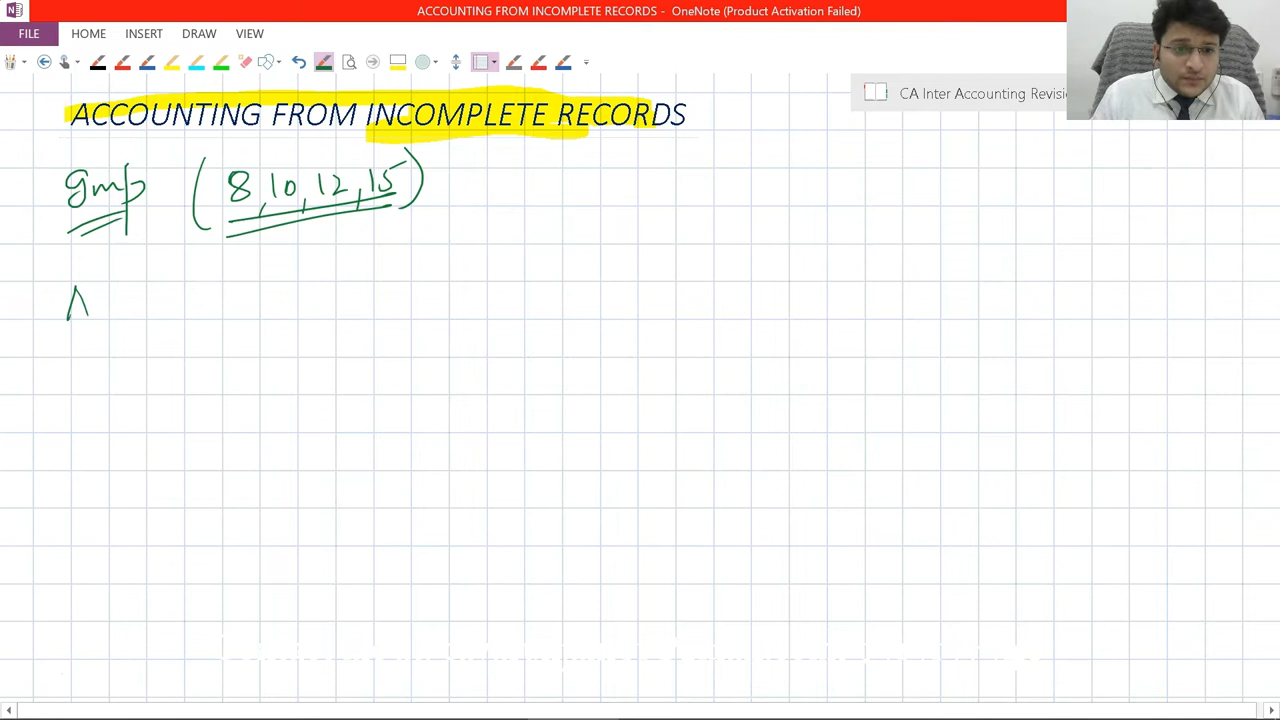 ACCOUNTING FROM INCOMPLETE RECORDS - OneNote (Product Activation Failed)
FILE HOME INSERT DRAW VIEW
ACCOUNTING FROM INCOMPLETE RECORDS
CA Inter Accounting Revisi
Imp (8,10,12,15)